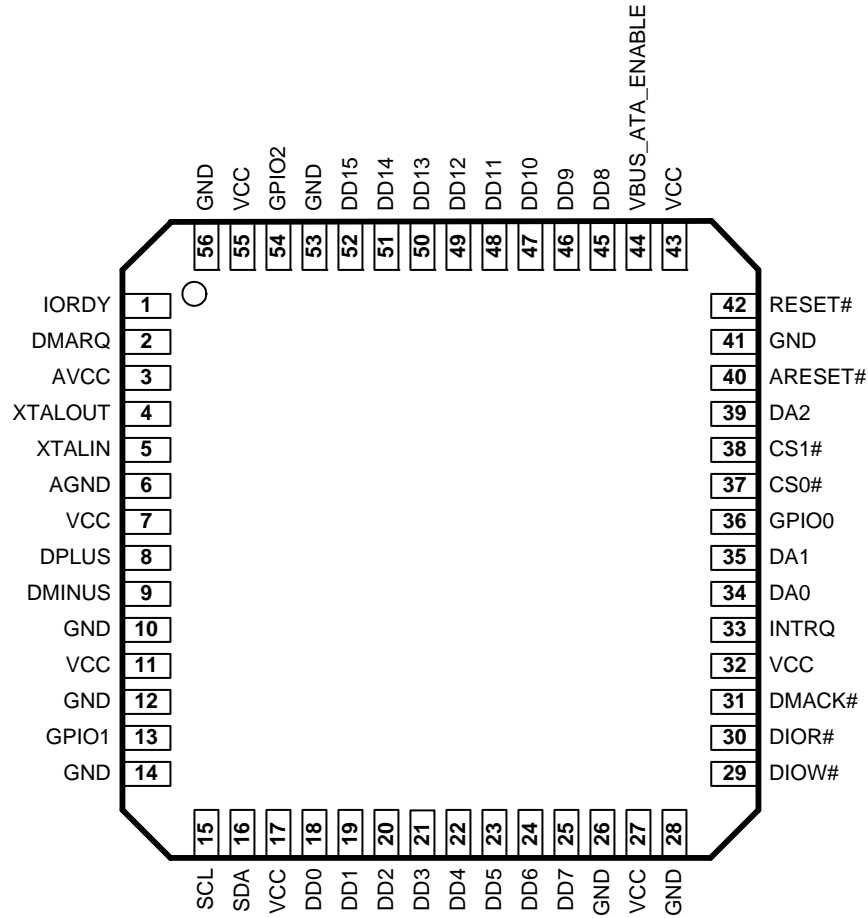 VBUS_ATA_ENABLE
GND
VCC
GPIO2
GND
DD15
DD14
DD13
DD12
DD11
DD10
DD9
DD8
VCC
56
55
54
53
52
51
50
49
48
47
46
45
44
43
IORDY 1
DMARQ 2
AVCC 3
XTALOUT 4
XTALIN 5
AGND 6
VCC 7
DPLUS 8
DMINUS 9
GND 10
VCC 11
GND 12
GPIO1 13
GND 14
42 RESET#
41 GND
40 ARESET#
39 DA2
38 CS1#
37 CS0#
36 GPIO0
35 DA1
34 DA0
33 INTRQ
32 VCC
31 DMACK#
30 DIOR#
29 DIOW#
15
16
17
18
19
20
21
22
23
24
25
26
27
28
SCL
SDA
VCC
DD0
DD1
DD2
DD3
DD4
DD5
DD6
DD7
GND
VCC
GND